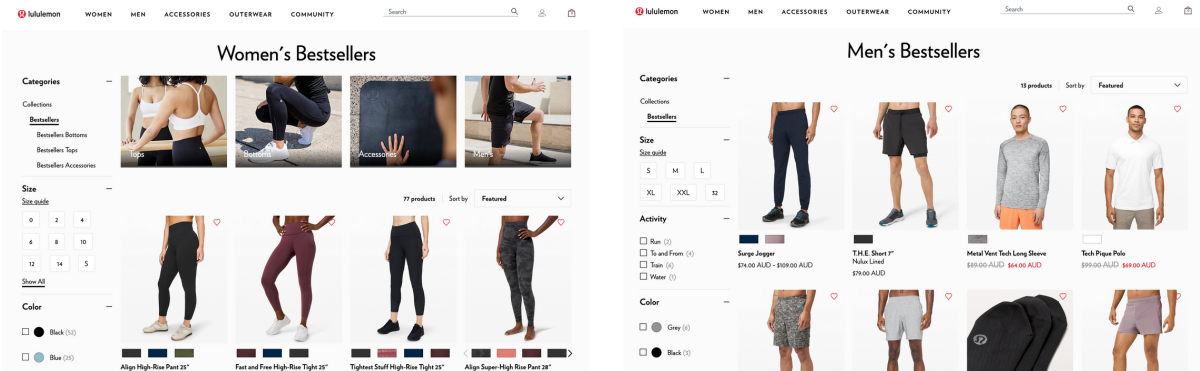 lululemon
WOMEN MEN ACCESSORIES OUTERWEAR COMMUNITY
Search
Women's Bestsellers
Categories
Collections
Bestsellers
Bestsellers Bottoms
Bestsellers Tops
Bestsellers Accessories
Tops
Bottoms
Accessories
Men's
Size
Size guide
0 2 4
6 8 10
12 14 S
Show All
Color
Black (52)
Blue (25)
77 products Sort by Featured
Align High-Rise Pant 25"
Fast and Free High-Rise Tight 25"
Tightest Stuff High-Rise Tight 25"
Align Super-High Rise Pant 28"
lululemon
WOMEN MEN ACCESSORIES OUTERWEAR COMMUNITY
Search
Men's Bestsellers
Categories
Collections
Bestsellers
Size
Size guide
S M L
XL XXL 32
Activity
Run (2)
To and From (4)
Train (6)
Water (1)
Color
Grey (6)
Black (3)
13 products Sort by Featured
Surge Jogger
$74.00 AUD - $109.00 AUD
T.H.E. Short 7"
Nulux Lined
$79.00 AUD
Metal Vent Tech Long Sleeve
$89.00 AUD $64.00 AUD
Tech Pique Polo
$99.00 AUD $69.00 AUD